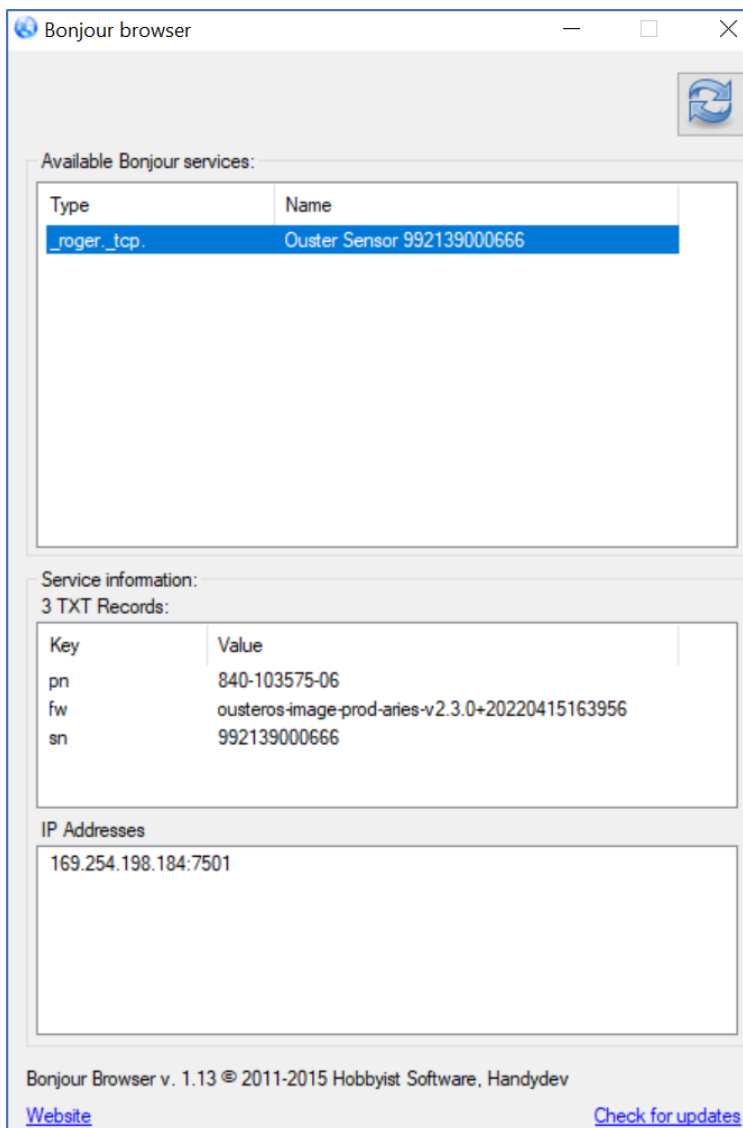 Bonjour browser
Available Bonjour services:
Type Name
_roger._tcp. Ouster Sensor 992139000666
Service information:
3 TXT Records:
Key Value
pn 840-103575-06
fw ousteros-image-prod-aries-v2.3.0+20220415163956
sn 992139000666
IP Addresses
169.254.198.184:7501
Bonjour Browser v. 1.13 © 2011-2015 Hobbyist Software, Handydev
Website Check for updates